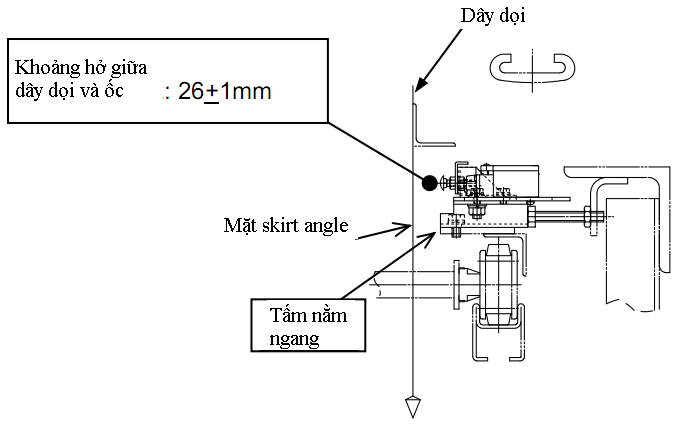 Dây dọi
Khoảng hở giữa
dây dọi và ốc : 26±1mm
Mặt skirt angle
Tấm nằm
ngang